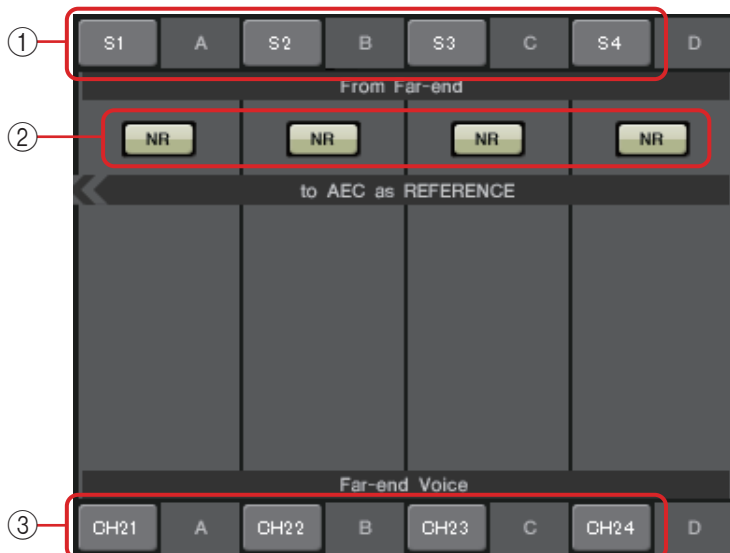 ① S1 A S2 B S3 C S4 D
From Far-end
② NR NR NR NR
to AEC as REFERENCE
Far-end Voice
③ CH21 A CH22 B CH23 C CH24 D